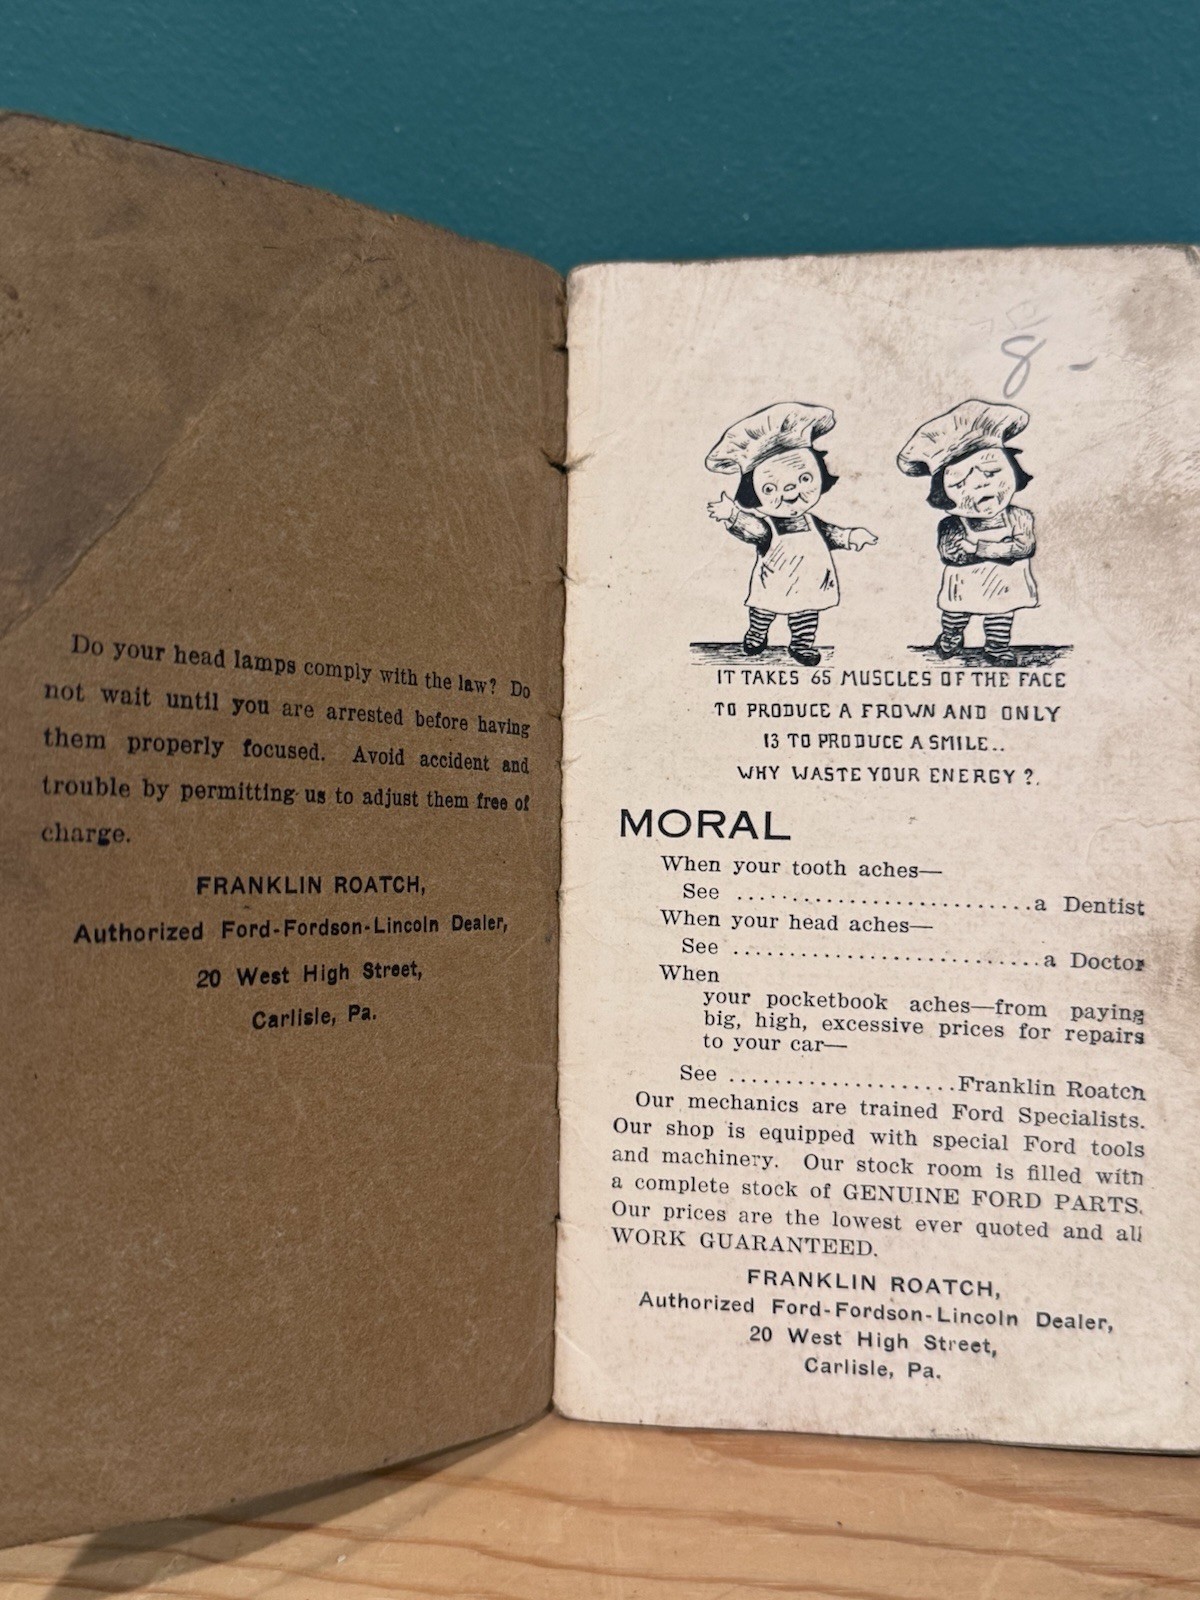 Do your head lamps comply with the law? Do
not wait until you are arrested before having
them properly focused. Avoid accident and
trouble by permitting us to adjust them free of
charge.
FRANKLIN ROATCH,
Authorized Ford-Fordson-Lincoln Dealer,
20 West High Street,
Carlisle, Pa.
8 -
IT TAKES 65 MUSCLES OF THE FACE
TO PRODUCE A FROWN AND ONLY
13 TO PRODUCE A SMILE..
WHY WASTE YOUR ENERGY?.
MORAL
When your tooth aches—
See ..........................a Dentist
When your head aches—
See ...........................a Doctor
When
your pocketbook aches—from paying
big, high, excessive prices for repairs
to your car—
See ....................Franklin Roatch
Our mechanics are trained Ford Specialists.
Our shop is equipped with special Ford tools
and machinery. Our stock room is filled with
a complete stock of GENUINE FORD PARTS.
Our prices are the lowest ever quoted and all
WORK GUARANTEED.
FRANKLIN ROATCH,
Authorized Ford-Fordson-Lincoln Dealer,
20 West High Street,
Carlisle, Pa.